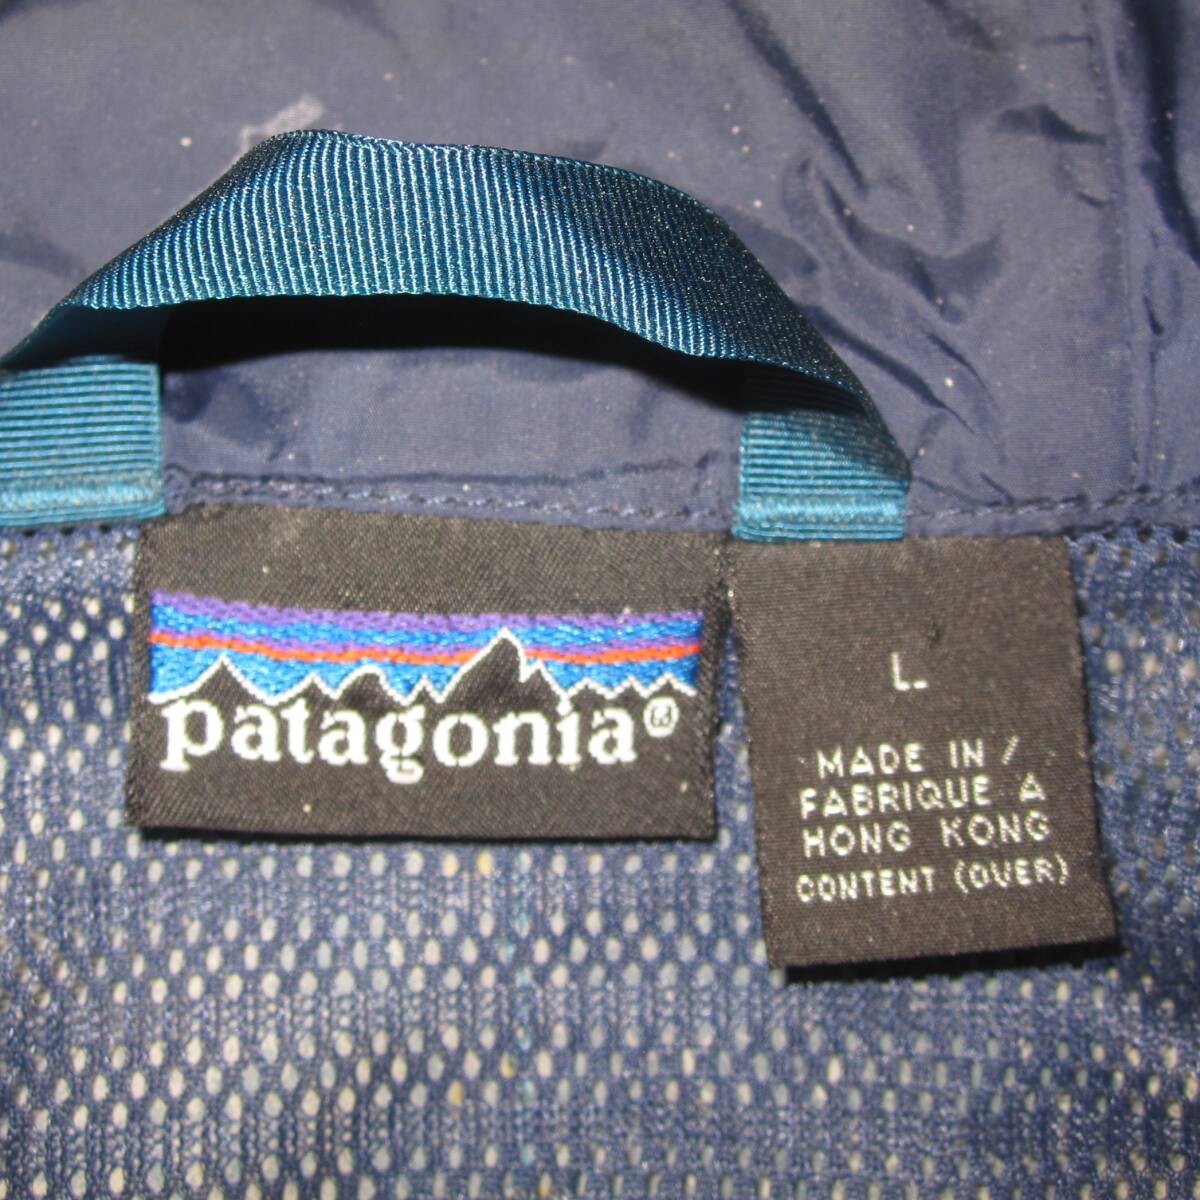 patagonia®
L
MADE IN /
FABRIQUE A
HONG KONG
CONTENT (OVER)